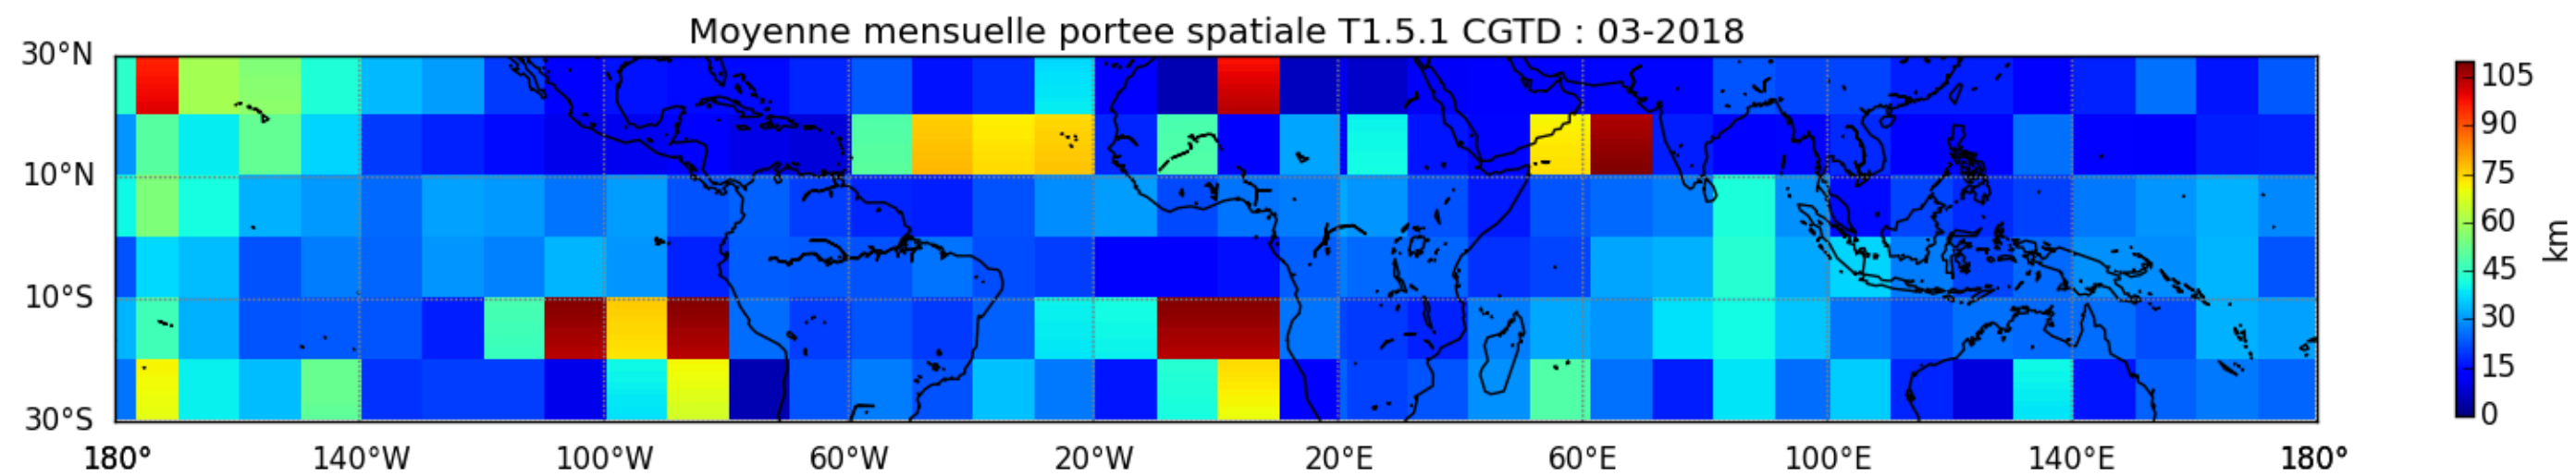 Moyenne mensuelle portee spatiale T1.5.1 CGTD : 03-2018
30°N
10°N
10°S
30°S
180° 140°W 100°W 60°W 20°W 20°E 60°E 100°E 140°E 180°
105
90
75
60
45
30
15
0
km